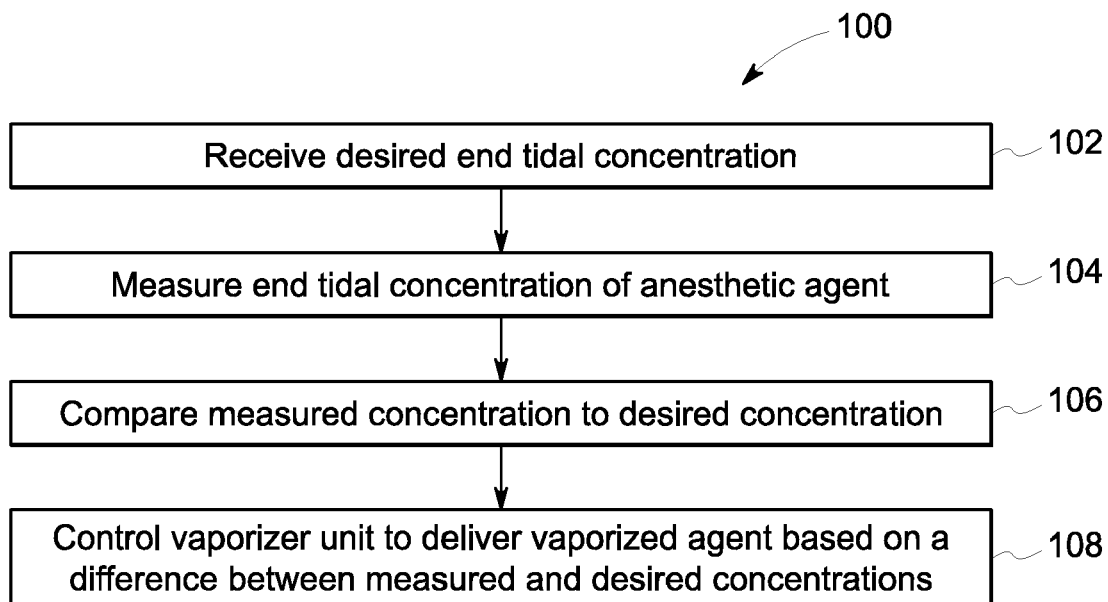 100
Receive desired end tidal concentration
102
Measure end tidal concentration of anesthetic agent
104
Compare measured concentration to desired concentration
106
Control vaporizer unit to deliver vaporized agent based on a
difference between measured and desired concentrations
108